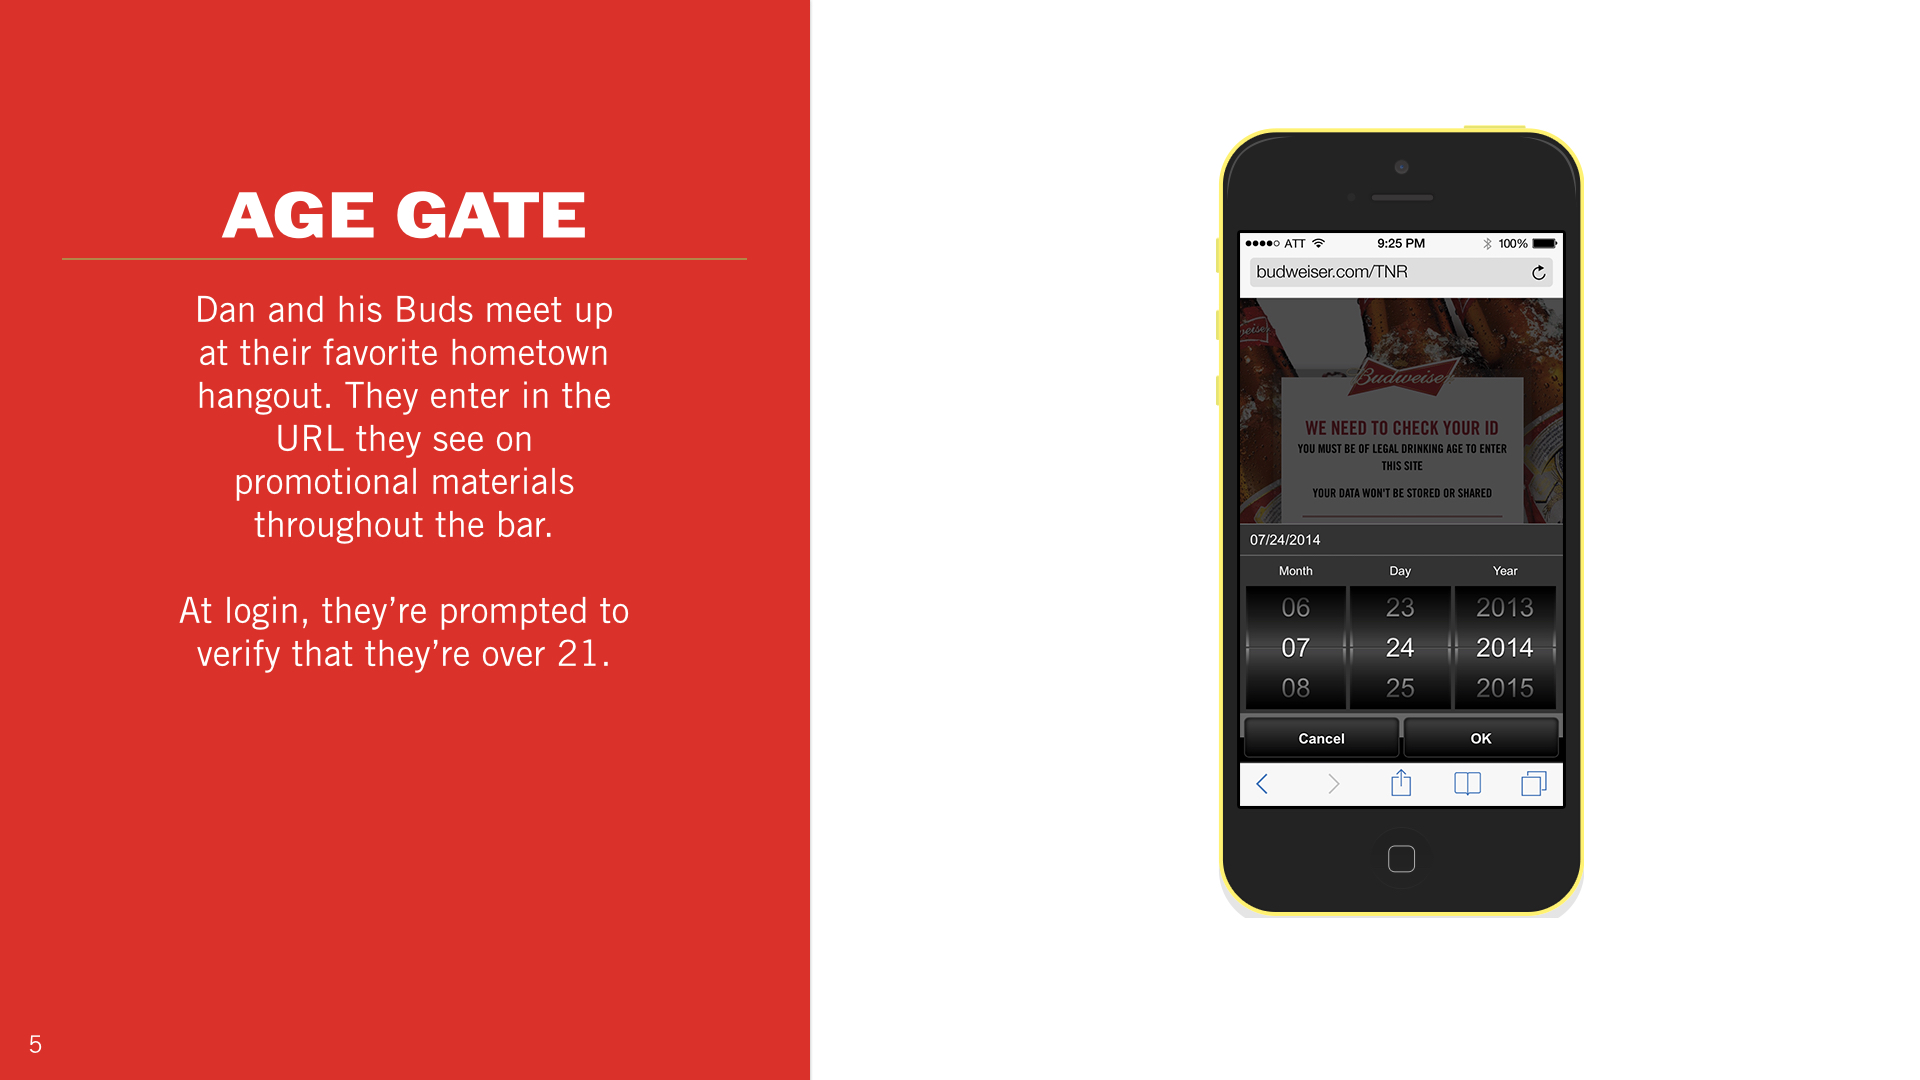 AGE GATE
Dan and his Buds meet up
at their favorite hometown
hangout. They enter in the
URL they see on
promotional materials
throughout the bar.
At login, they’re prompted to
verify that they’re over 21.
5
ATT 9:25 PM 100%
budweiser.com/TNR
Budweiser
WE NEED TO CHECK YOUR ID
YOU MUST BE OF LEGAL DRINKING AGE TO ENTER
THIS SITE
YOUR DATA WON'T BE STORED OR SHARED
07/24/2014
Month Day Year
06 23 2013
07 24 2014
08 25 2015
Cancel OK